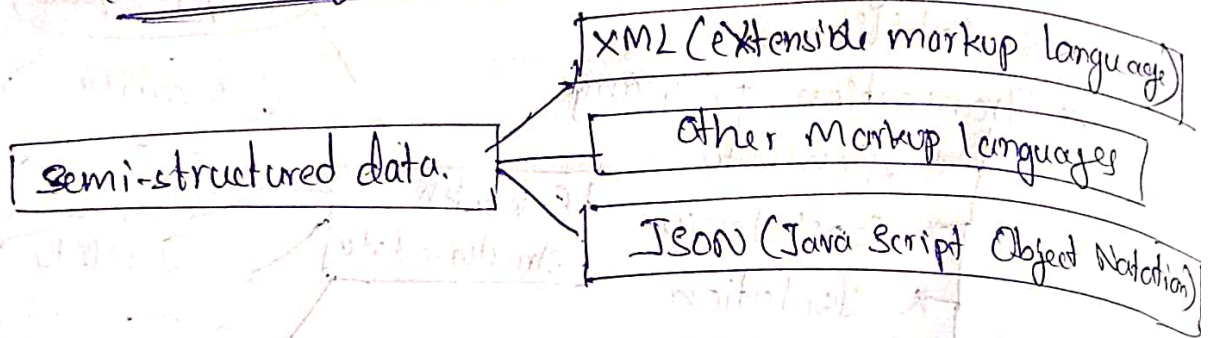 XML (extensible markup language)
semi-structured data.
Other Markup languages
JSON (Java Script Object Notation)